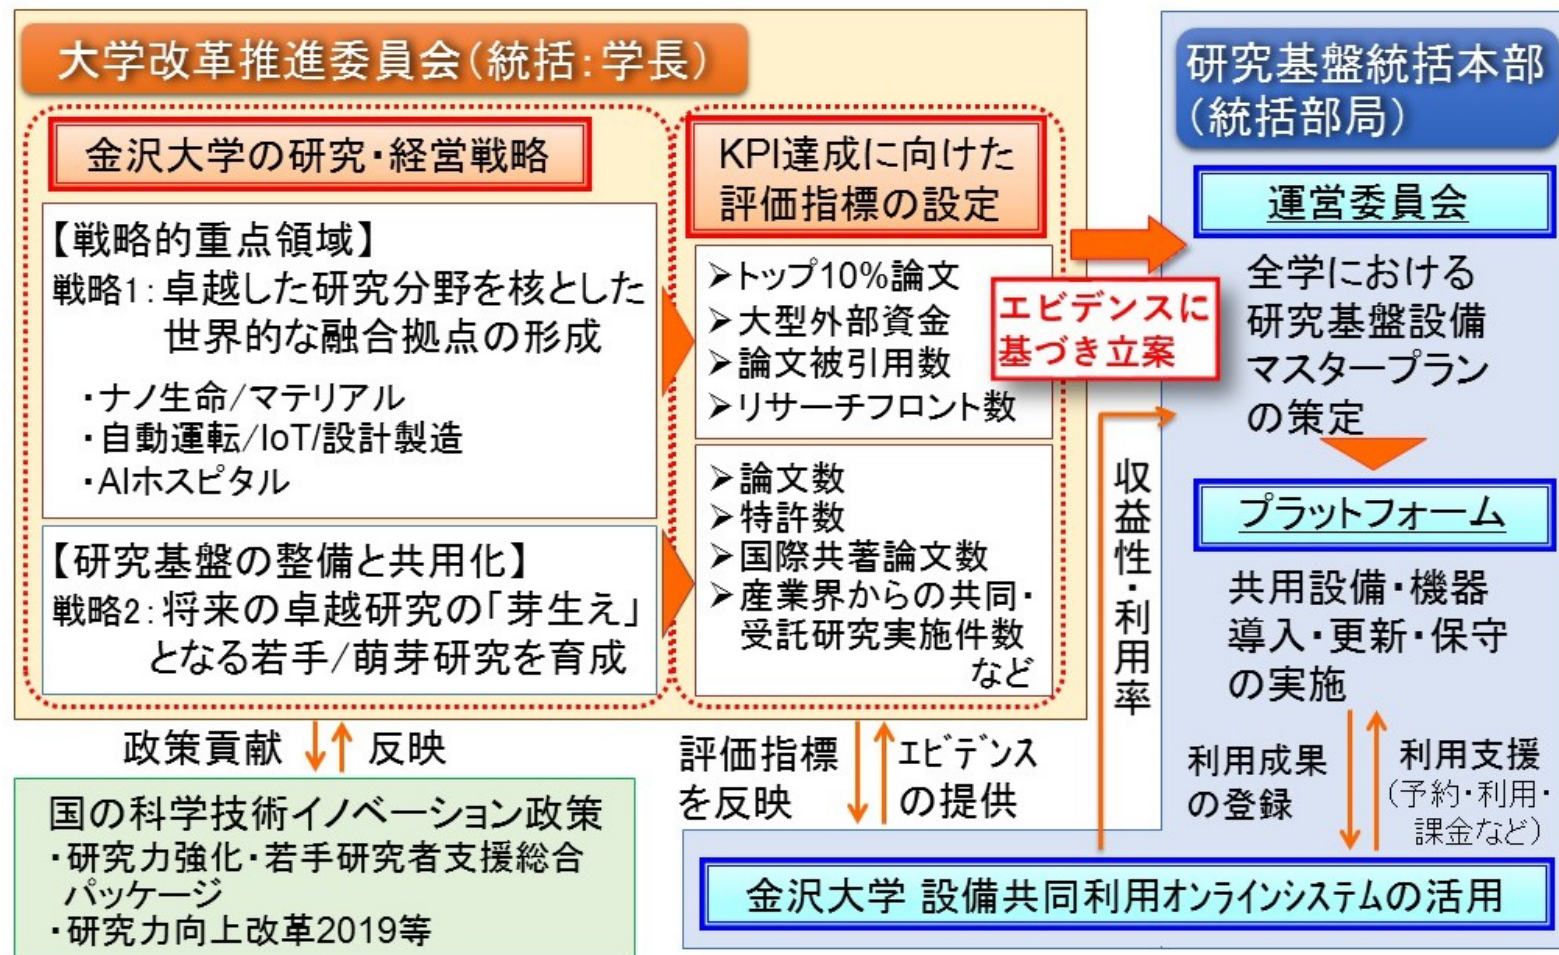 大学改革推進委員会(統括:学長)
金沢大学の研究・経営戦略
【戦略的重点領域】
戦略1:卓越した研究分野を核とした
世界的な融合拠点の形成
・ナノ生命/マテリアル
・自動運転/IoT/設計製造
・AIホスピタル
【研究基盤の整備と共用化】
戦略2:将来の卓越研究の「芽生え」
となる若手/萌芽研究を育成
KPI達成に向けた
評価指標の設定
➢トップ10%論文
➢大型外部資金
➢論文被引用数
➢リサーチフロント数
➢論文数
➢特許数
➢国際共著論文数
➢産業界からの共同・
受託研究実施件数
など
エビデンスに
基づき立案
収益性・利用率
研究基盤統括本部
(統括部局)
運営委員会
全学における
研究基盤設備
マスタープラン
の策定
プラットフォーム
共用設備・機器
導入・更新・保守
の実施
政策貢献
反映
評価指標
を反映
エビデンス
の提供
利用成果
の登録
利用支援
(予約・利用・
課金など)
国の科学技術イノベーション政策
・研究力強化・若手研究者支援総合
パッケージ
・研究力向上改革2019等
金沢大学 設備共同利用オンラインシステムの活用